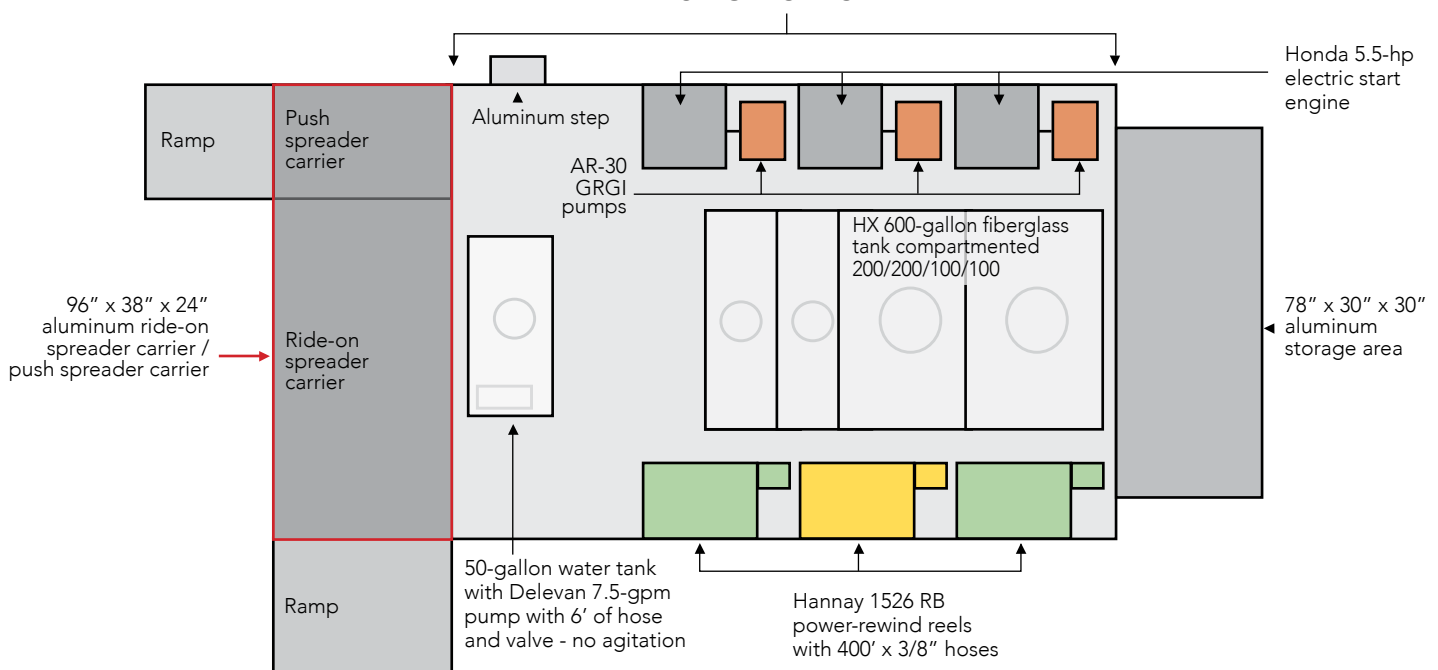 Honda 5.5-hp
electric start
engine
Ramp
Push
spreader
carrier
Aluminum step
AR-30
GRGI
pumps
HX 600-gallon fiberglass
tank compartmented
200/200/100/100
96” x 38” x 24”
aluminum ride-on
spreader carrier /
push spreader carrier
Ride-on
spreader
carrier
78” x 30” x 30”
aluminum
storage area
Ramp
50-gallon water tank
with Delevan 7.5-gpm
pump with 6’ of hose
and valve - no agitation
Hannay 1526 RB
power-rewind reels
with 400’ x 3/8” hoses